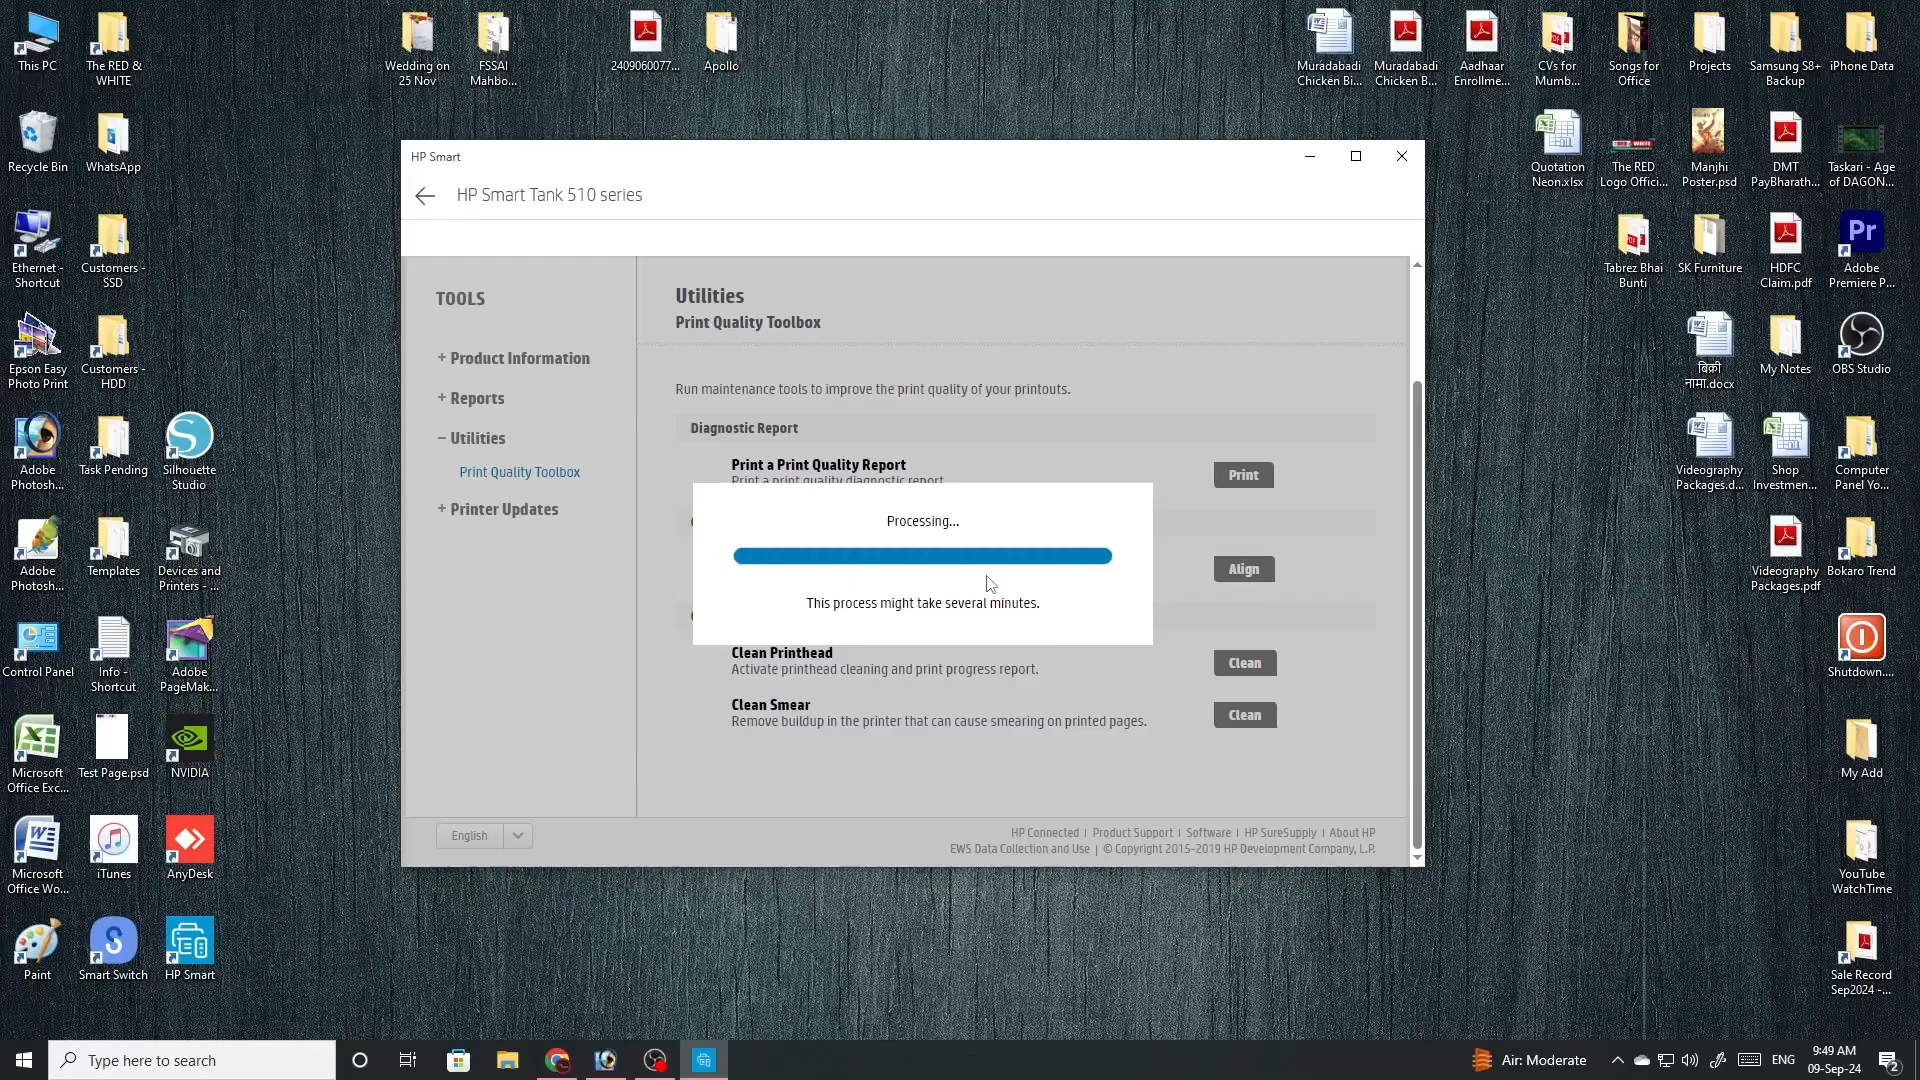 This PC
The RED &
WHITE
Wedding on
25 Nov
FSSAI
Mahbo...
2409060077...
Apollo
Muradabadi
Chicken Bi...
Muradabadi
Chicken B...
Aadhaar
Enrollme...
CVs for
Mumb...
Songs for
Office
Projects
Samsung S8+
Backup
iPhone Data
Recycle Bin
WhatsApp
Quotation
Neon.xlsx
The RED
Logo Offici...
Manjhi
Poster.psd
DMT
PayBharath...
Taskari - Age
of DAGON...
Ethernet -
Shortcut
Customers -
SSD
Tabrez Bhai
Bunti
SK Furniture
HDFC
Claim.pdf
Pr
Adobe
Premiere P...
Epson Easy
Photo Print
Customers -
HDD
बिक्री
नामा.docx
My Notes
OBS Studio
Adobe
Photosh...
Task Pending
Silhouette
Studio
Videography
Packages.d...
Shop
Investmen...
Computer
Panel Yo...
Adobe
Photosh...
Templates
Devices and
Printers - ...
Videography
Packages.pdf
Bokaro Trend
Control Panel
Info -
Shortcut
Adobe
PageMak...
Shutdown....
Microsoft
Office Exc...
Test Page.psd
NVIDIA
My Add
Microsoft
Office Wo...
iTunes
AnyDesk
YouTube
WatchTime
Paint
Smart Switch
HP Smart
Sale Record
Sep2024 -...
HP Smart
HP Smart Tank 510 series
TOOLS
+ Product Information
+ Reports
− Utilities
Print Quality Toolbox
+ Printer Updates
Utilities
Print Quality Toolbox
Run maintenance tools to improve the print quality of your printouts.
Diagnostic Report
Print a Print Quality Report
Print a print quality diagnostic report.
Print
Processing...
This process might take several minutes.
Align
Clean Printhead
Activate printhead cleaning and print progress report.
Clean
Clean Smear
Remove buildup in the printer that can cause smearing on printed pages.
Clean
English
HP Connected | Product Support | Software | HP SureSupply | About HP
EWS Data Collection and Use | © Copyright 2015-2019 HP Development Company, L.P.
Type here to search
Air: Moderate
ENG
9:49 AM
09-Sep-24
2